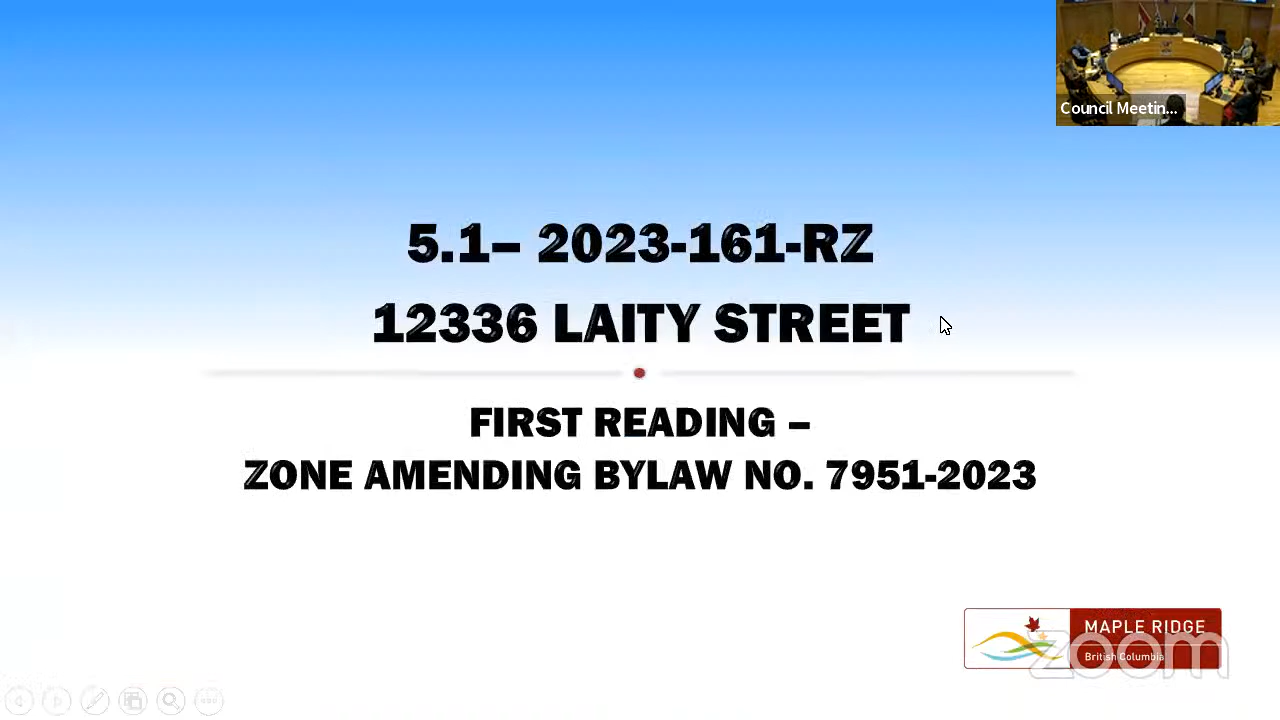 Council Meetin...
5.1– 2023-161-RZ
12336 LAITY STREET
FIRST READING –
ZONE AMENDING BYLAW NO. 7951-2023
MAPLE RIDGE
British Columbia
zoom